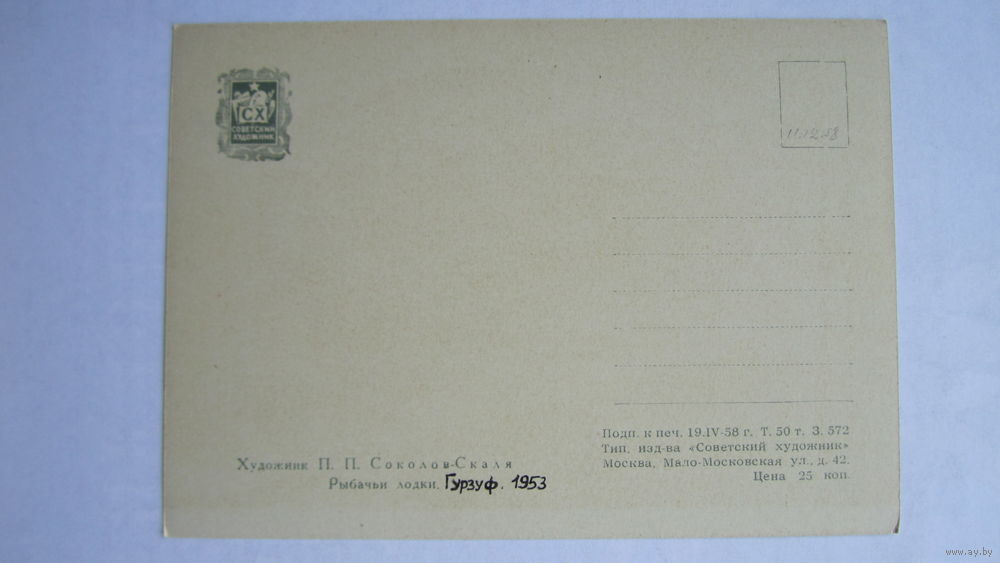 СХ
СОВЕТСКИЙ
ХУДОЖНИК
11.12.58
Художник П. П. Соколов-Скаля
Рыбачьи лодки. Гурзуф. 1953
Подп. к печ. 19.IV-58 г. Т. 50 т. З. 572
Тип. изд-ва «Советский художник»
Москва, Мало-Московская ул., д. 42.
Цена 25 коп.
www.ay.by